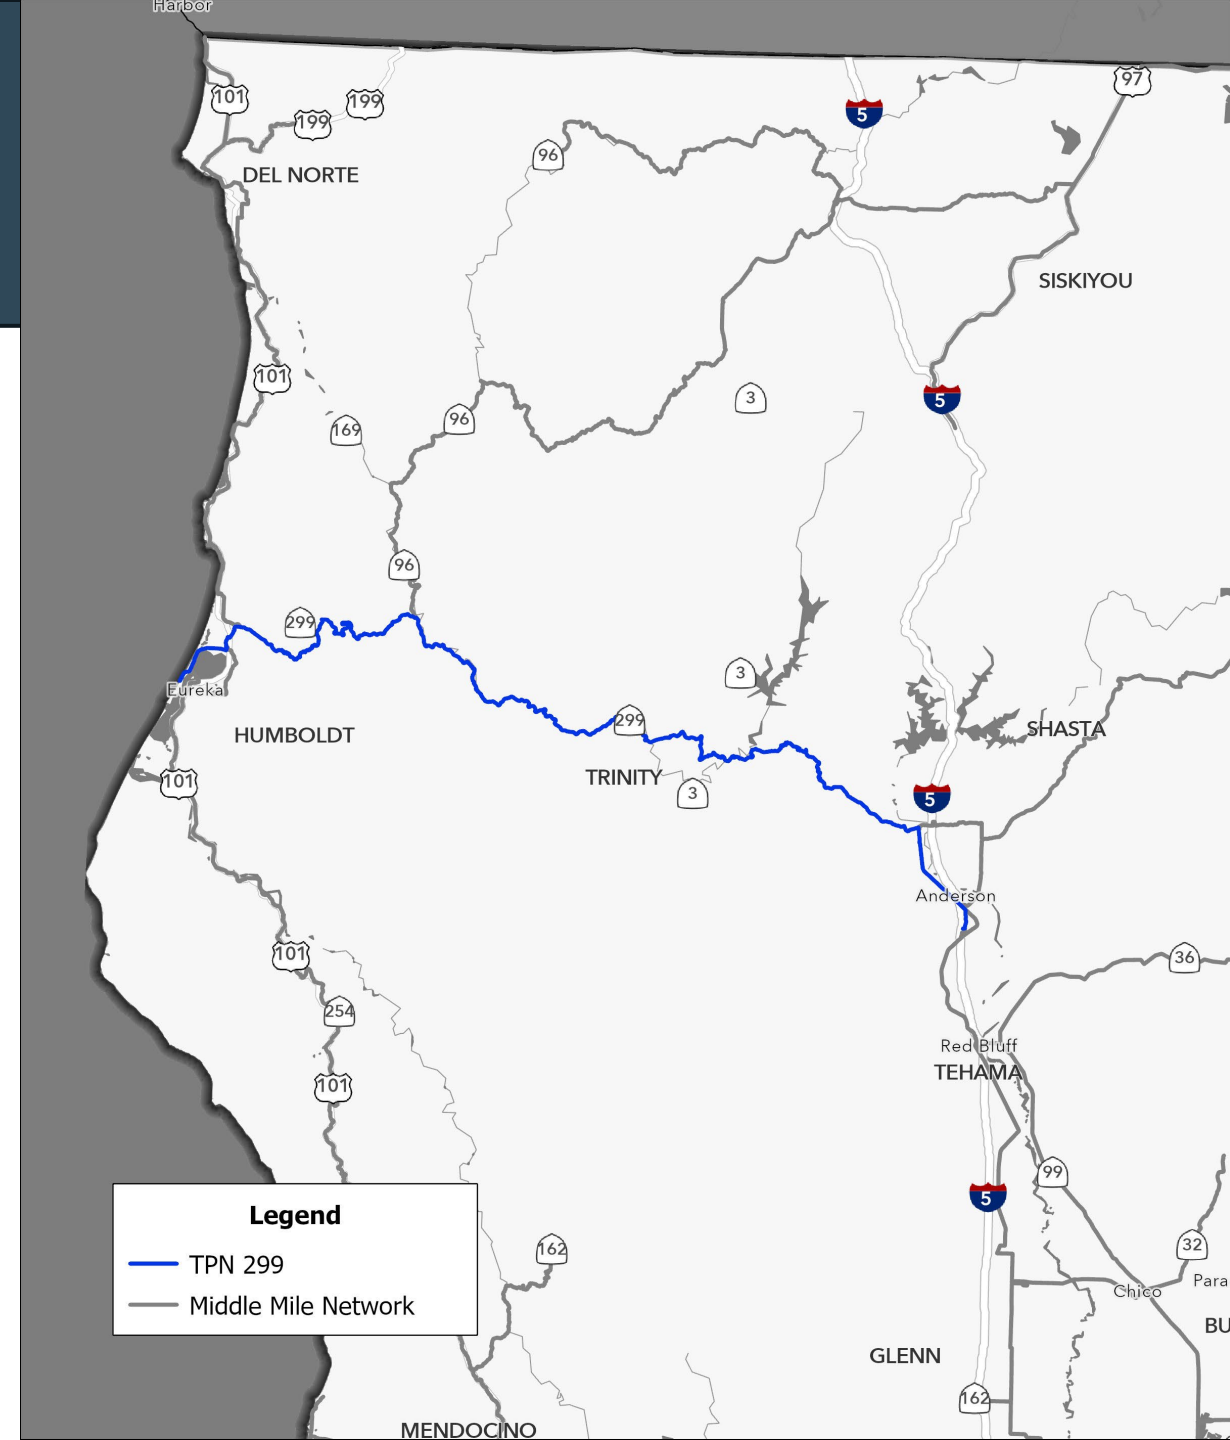 Harbor
101
199
199
5
97
96
DEL NORTE
SISKIYOU
101
96
169
3
5
96
299
3
Eureka
299
HUMBOLDT
SHASTA
TRINITY
101
3
5
Anderson
101
36
254
Red Bluff
TEHAMA
101
99
5
Legend
TPN 299
Middle Mile Network
162
32
Chico
Para
BU
GLENN
162
MENDOCINO